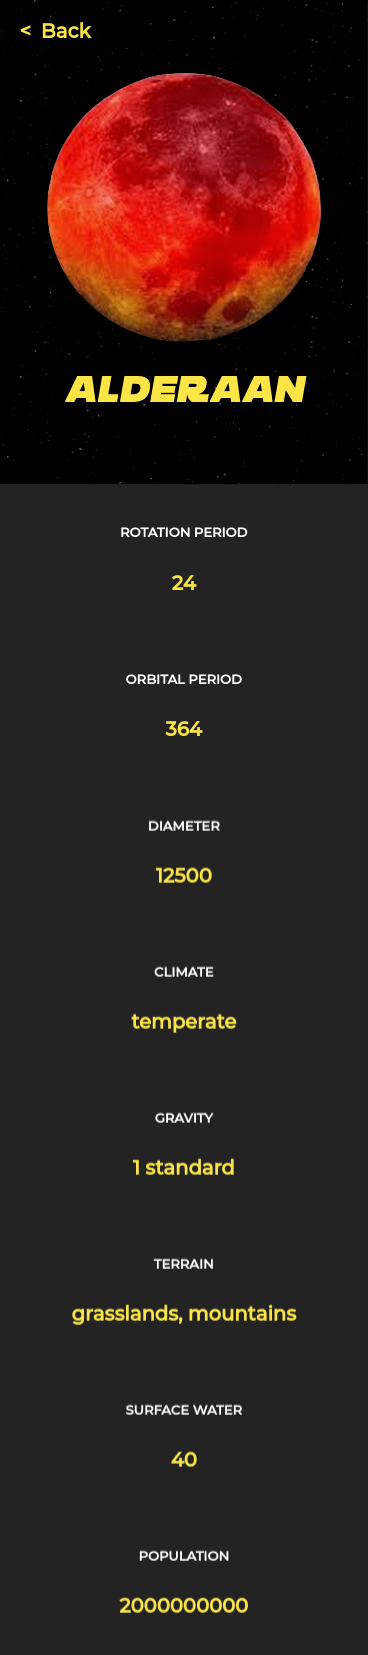 < Back
ALDERAAN
ROTATION PERIOD
24
ORBITAL PERIOD
364
DIAMETER
12500
CLIMATE
temperate
GRAVITY
1 standard
TERRAIN
grasslands, mountains
SURFACE WATER
40
POPULATION
2000000000